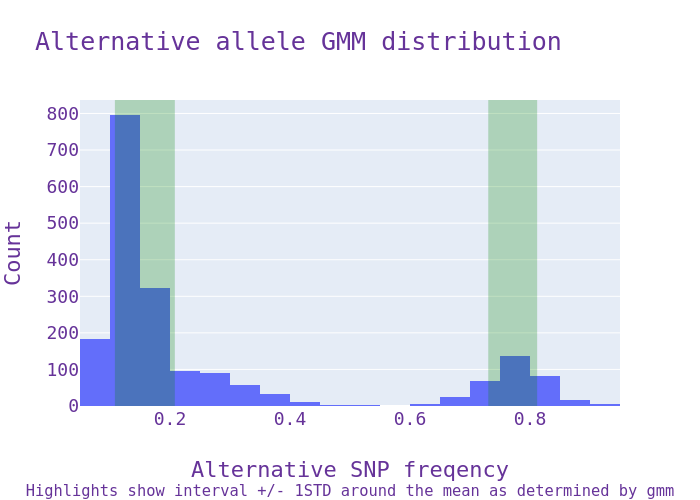 Alternative allele GMM distribution
800
700
600
500
400
300
200
100
0
Count
0.2 0.4 0.6 0.8
Alternative SNP freqency
Highlights show interval +/- 1STD around the mean as determined by gmm